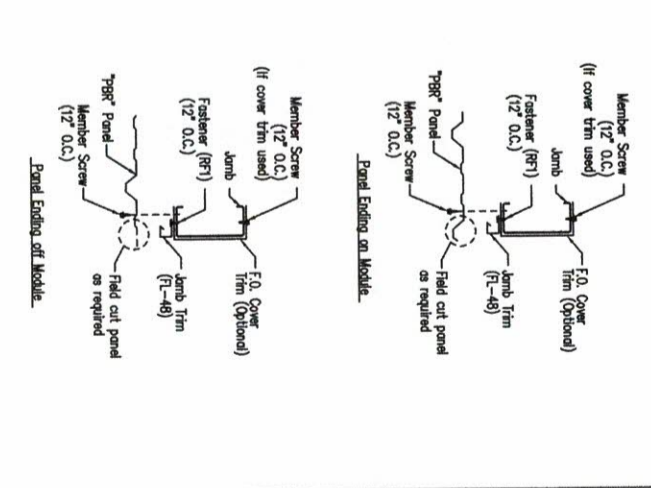 Member Screw
(12" O.C.)
(If cover trim used)
Jamb
Fastener (RF1)
(12" O.C.)
"PBR" Panel
Member Screw
(12" O.C.)
F.O. Cover
Trim (Optional)
Jamb Trim
(FL-48)
Field cut panel
as required
Panel Ending on Module
Member Screw
(12" O.C.)
(If cover trim used)
Jamb
Fastener (RF1)
(12" O.C.)
"PBR" Panel
Member Screw
(12" O.C.)
F.O. Cover
Trim (Optional)
Jamb Trim
(FL-48)
Field cut panel
as required
Panel Ending off Module